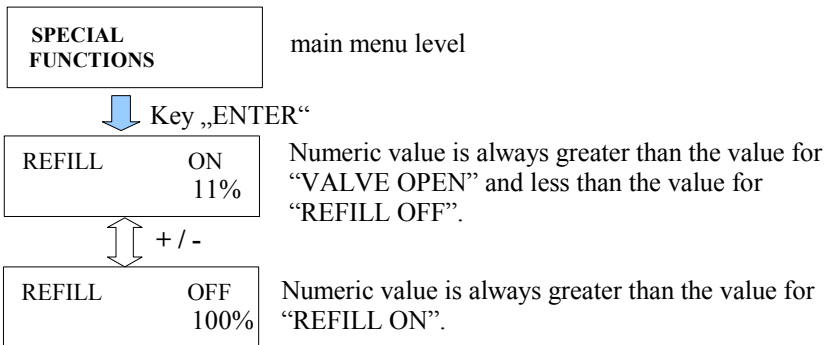 SPECIAL
FUNCTIONS
main menu level
Key „ENTER“
REFILL ON
11%
Numeric value is always greater than the value for
“VALVE OPEN” and less than the value for
“REFILL OFF”.
+ / -
REFILL OFF
100%
Numeric value is always greater than the value for
“REFILL ON”.